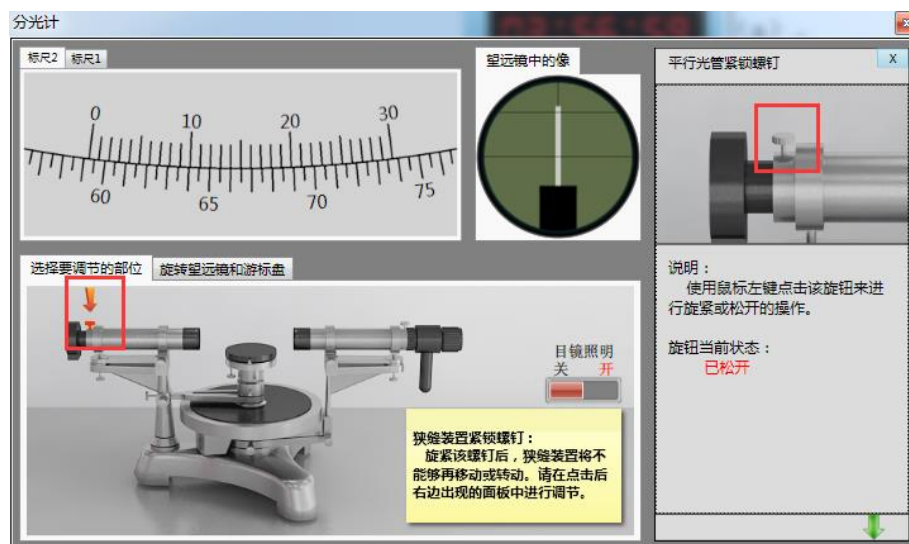 分光计
标尺2 标尺1
0 10 20 30
60 65 70 75
望远镜中的像
平行光管紧锁螺钉
X
说明：
使用鼠标左键点击该旋钮来进
行旋紧或松开的操作。
旋钮当前状态：
已松开
选择要调节的部位 旋转望远镜和游标盘
目镜照明
关 开
狭缝装置紧锁螺钉：
旋紧该螺钉后，狭缝装置将不
能够再移动或转动。请在点击后
右边出现的面板中进行调节。